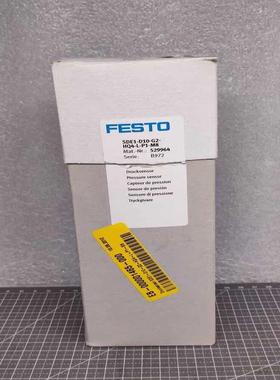 FESTO
SDE1-D10-G2-
HQ4-L-P1-M8
Mat.-Nr.: 529964
Serie: B972
Drucksensor
Pressure sensor
Capteur de pression
Sensor de presión
Sensore di pressione
Tryckgivare